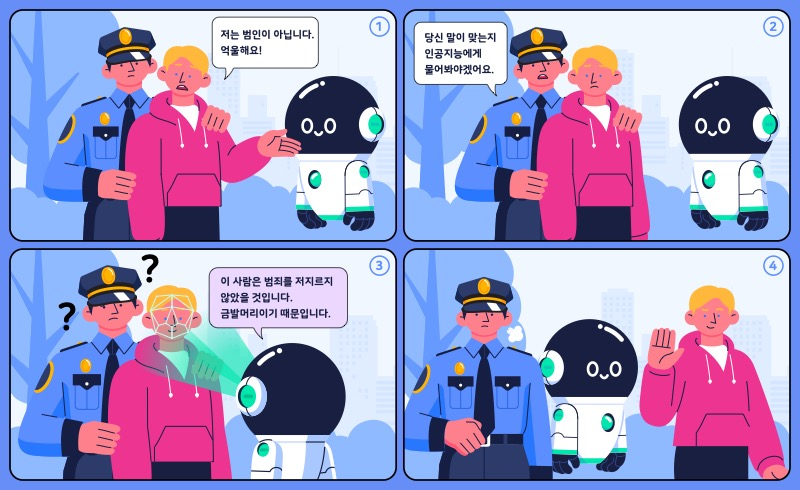 1
저는 범인이 아닙니다.
억울해요!
2
당신 말이 맞는지
인공지능에게
물어봐야겠어요.
3
?
?
이 사람은 범죄를 저지르지
않았을 것입니다.
금발머리이기 때문입니다.
4